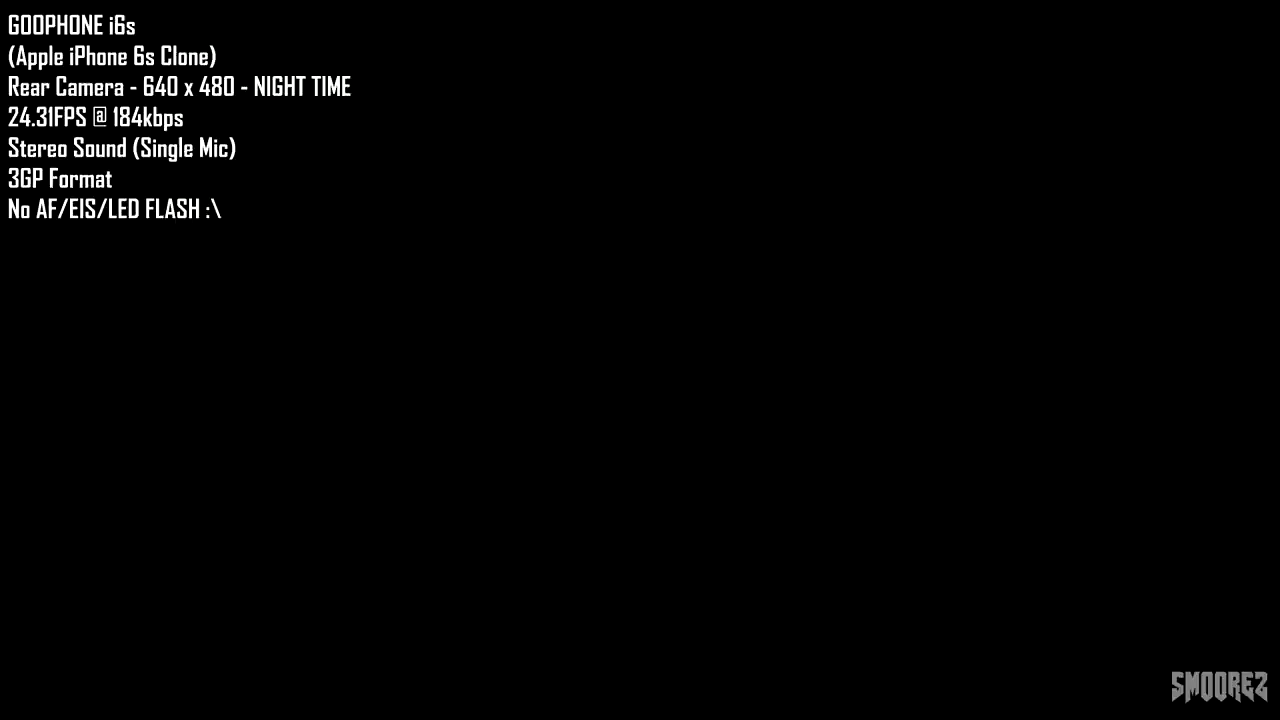 GOOPHONE i6s
(Apple iPhone 6s Clone)
Rear Camera - 640 x 480 - NIGHT TIME
24.31FPS @ 184kbps
Stereo Sound (Single Mic)
3GP Format
No AF/EIS/LED FLASH :\
SMOOREZ